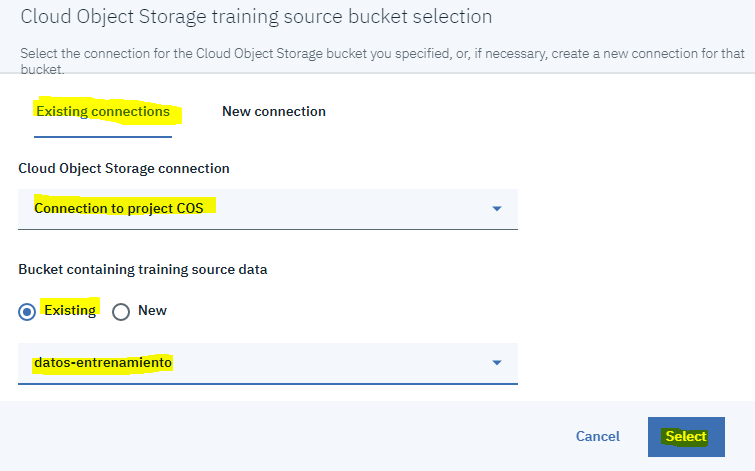 Cloud Object Storage training source bucket selection
Select the connection for the Cloud Object Storage bucket you specified, or, if necessary, create a new connection for that
bucket.
Existing connections New connection
Cloud Object Storage connection
Connection to project COS
Bucket containing training source data
Existing New
datos-entrenamiento
Cancel Select